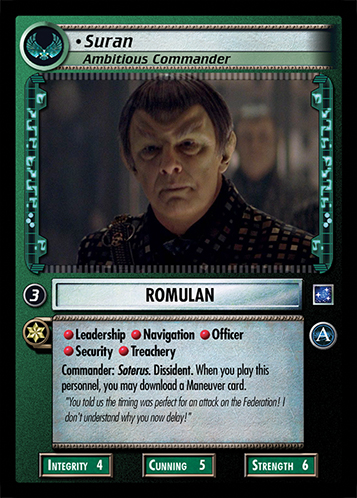 • Suran
Ambitious Commander
3
ROMULAN
A
Leadership Navigation Officer
Security Treachery
Commander: Soterus. Dissident. When you play this
personnel, you may download a Maneuver card.
"You told us the timing was perfect for an attack on the Federation! I
don't understand why you now delay!"
INTEGRITY 4 CUNNING 5 STRENGTH 6